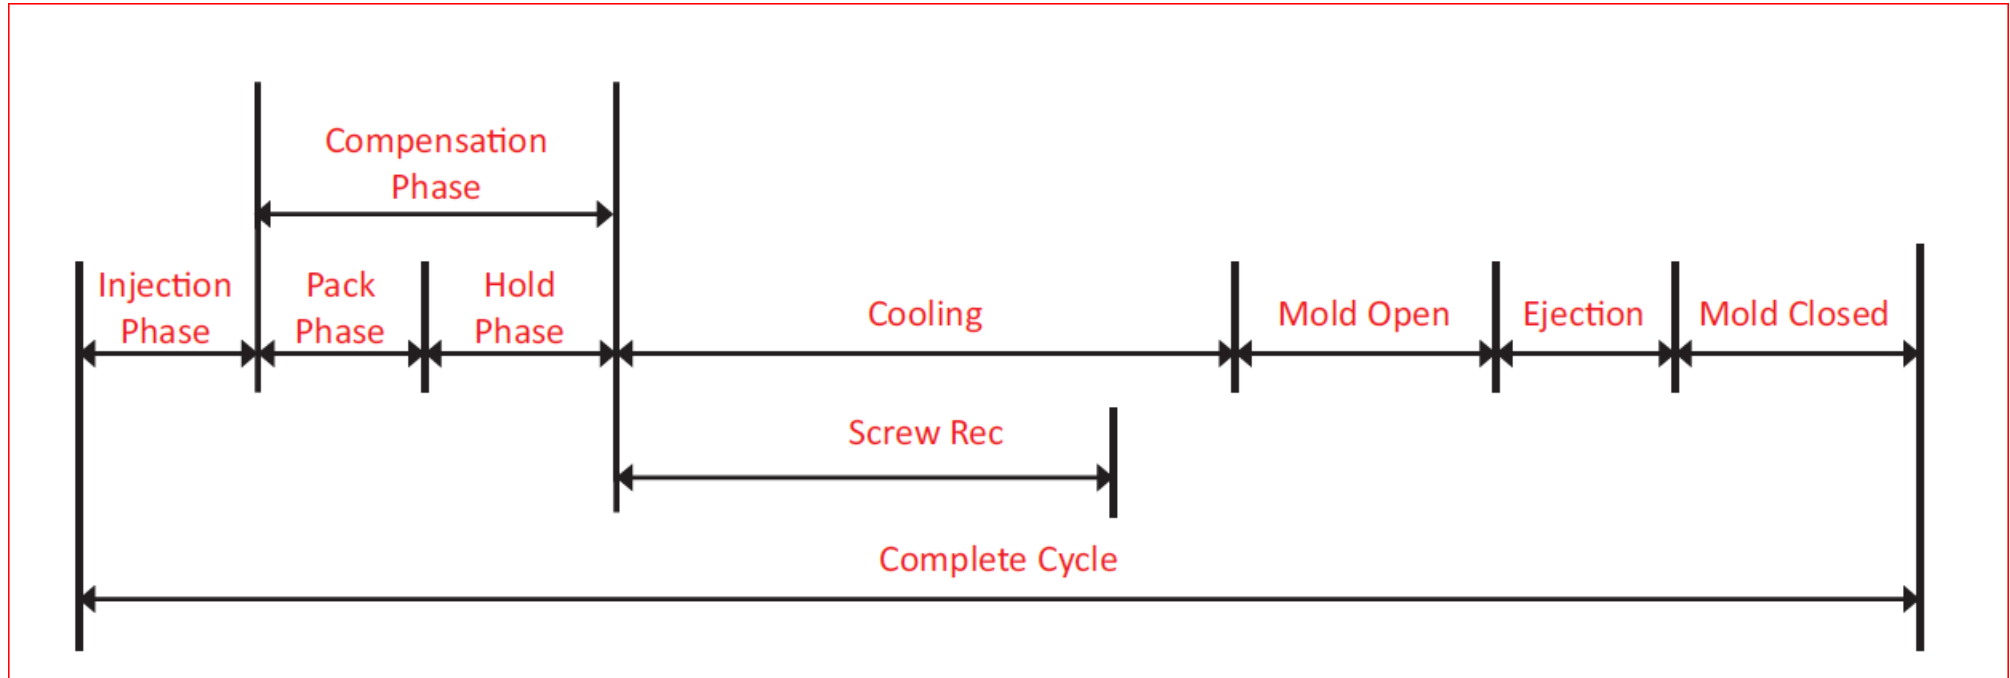 Compensation
Phase
Injection
Phase
Pack
Phase
Hold
Phase
Cooling
Mold Open
Ejection
Mold Closed
Screw Rec
Complete Cycle